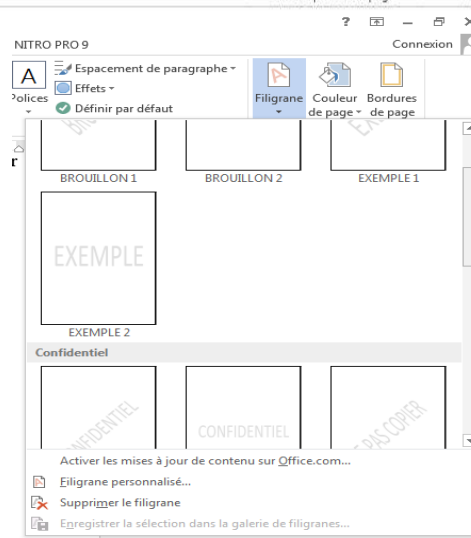 ?
NITRO PRO 9
Connexion
A
Espacement de paragraphe
Effets
Polices
Définir par défaut
A
Filigrane
Couleur de page
Bordures de page
r
BROUILLON 1
BROUILLON 2
EXEMPLE 1
EXEMPLE
EXEMPLE 2
Confidentiel
CONFIDENTIEL
PAS COPIER
Activer les mises à jour de contenu sur Office.com...
Filigrane personnalisé...
Supprimer le filigrane
Enregistrer la sélection dans la galerie de filigranes...